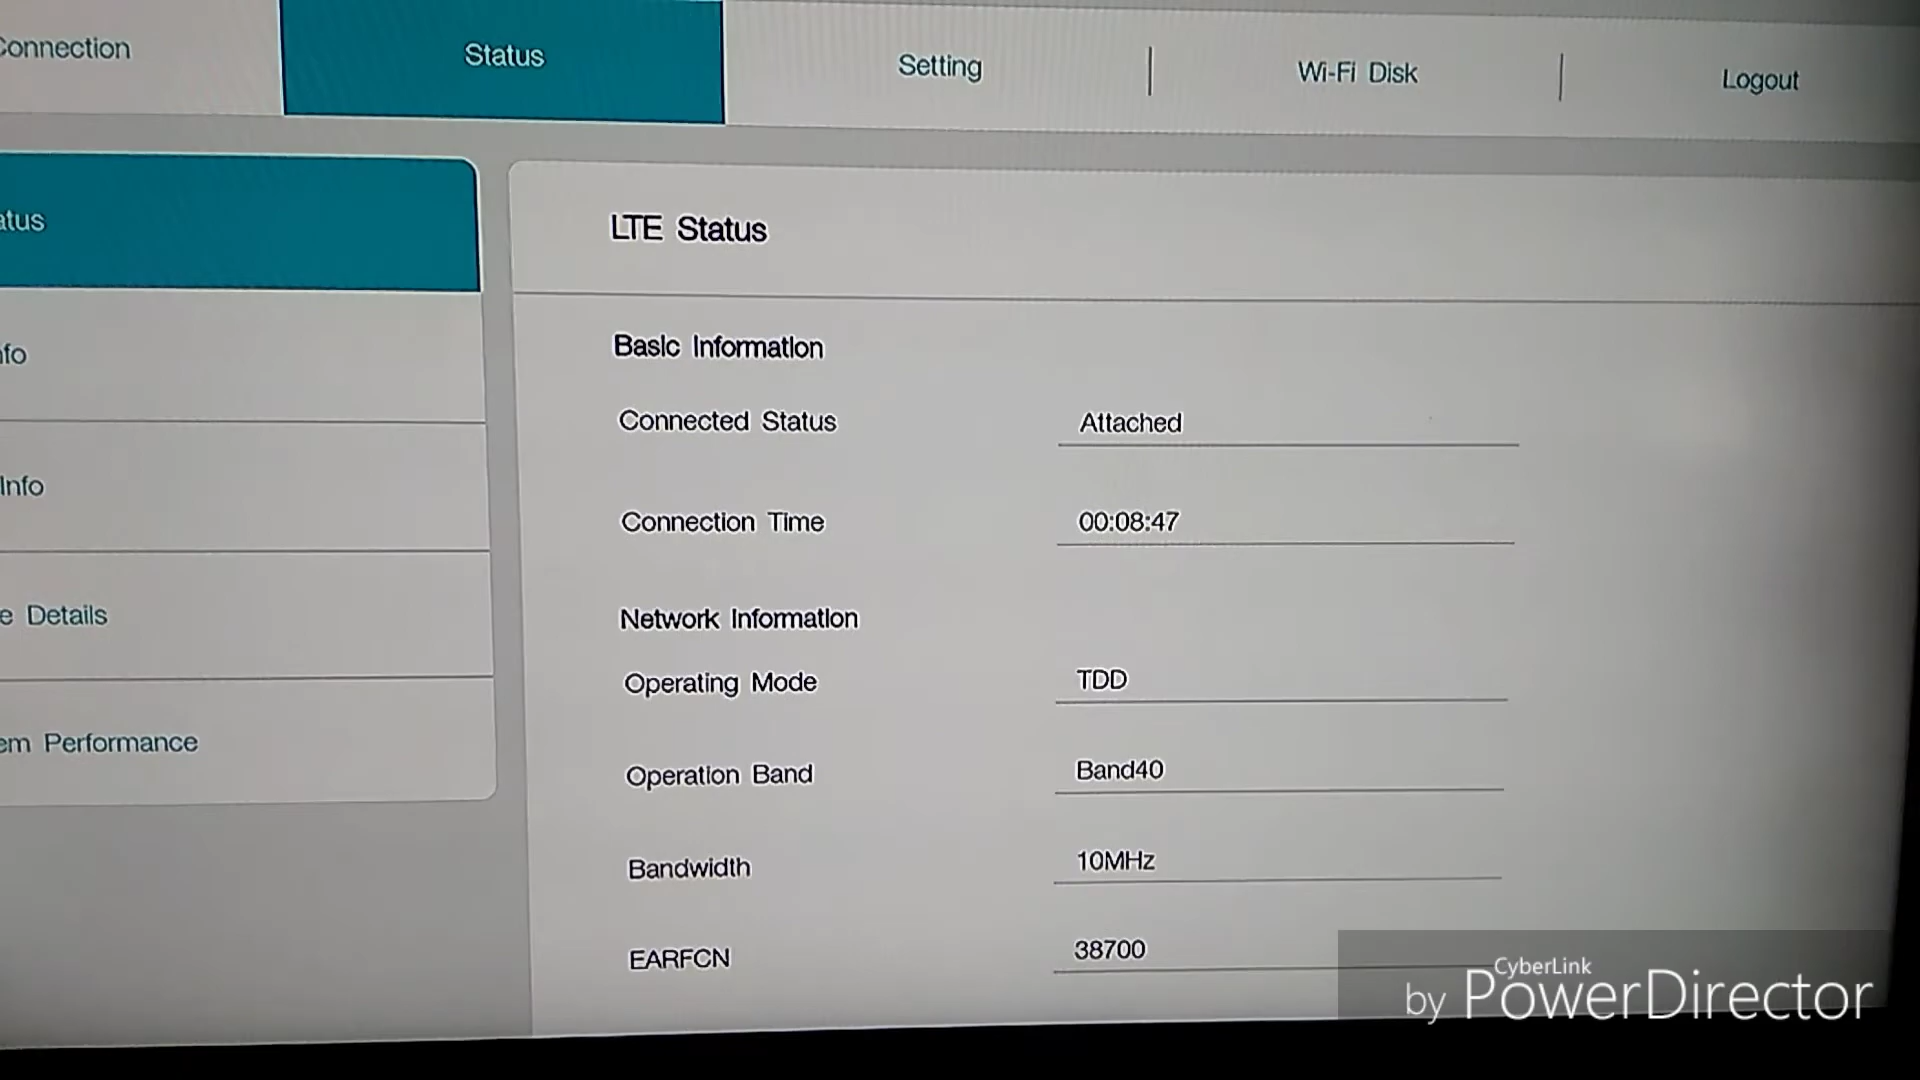 Connection Status Setting Wi-Fi Disk Logout
atus
LTE Status
Basic Information
nfo
Connected Status Attached
Info
Connection Time 00:08:47
Network Information
e Details
Operating Mode TDD
em Performance
Operation Band Band40
Bandwidth 10MHz
EARFCN 38700
CyberLink
by PowerDirector